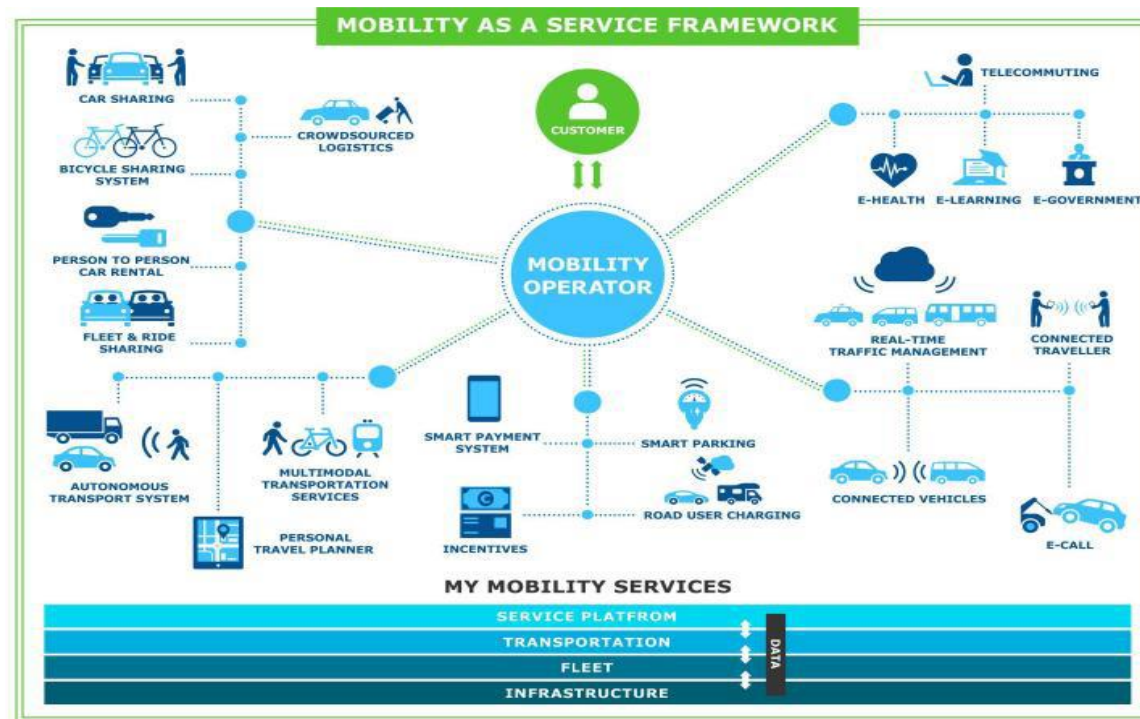 MOBILITY AS A SERVICE FRAMEWORK
CUSTOMER
MOBILITY
OPERATOR
CAR SHARING
CROWDSOURCED
LOGISTICS
BICYCLE SHARING
SYSTEM
PERSON TO PERSON
CAR RENTAL
FLEET & RIDE
SHARING
TELECOMMUTING
E-HEALTH
E-LEARNING
E-GOVERNMENT
REAL-TIME
TRAFFIC MANAGEMENT
CONNECTED
TRAVELLER
CONNECTED VEHICLES
E-CALL
AUTONOMOUS
TRANSPORT SYSTEM
MULTIMODAL
TRANSPORTATION
SERVICES
PERSONAL
TRAVEL PLANNER
SMART PAYMENT
SYSTEM
SMART PARKING
INCENTIVES
ROAD USER CHARGING
MY MOBILITY SERVICES
SERVICE PLATFROM
TRANSPORTATION
FLEET
INFRASTRUCTURE
DATA